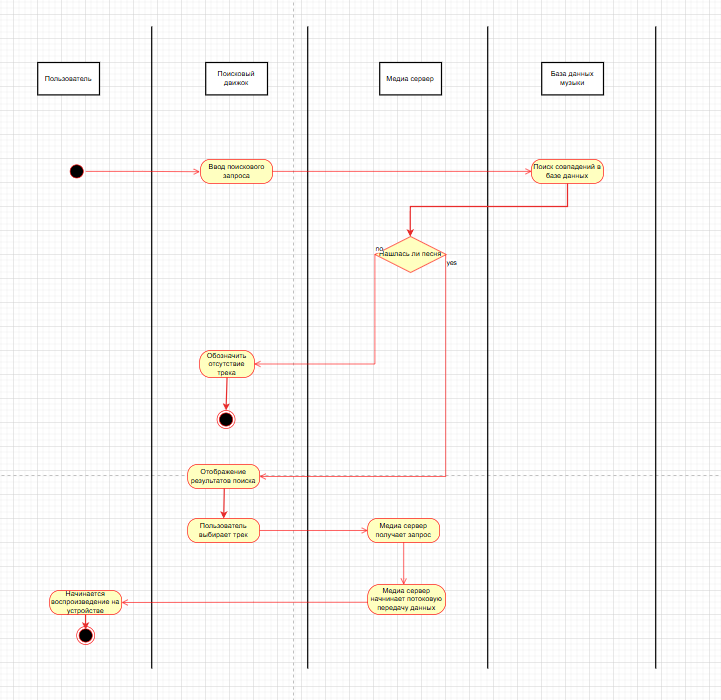 Пользователь
Поисковый
движок
Медиа сервер
База данных
музыки
Ввод поискового
запроса
Поиск совпадений в
базе данных
no
Нашлась ли песня
yes
Обозначить
отсутствие
трека
Отображение
результатов поиска
Пользователь
выбирает трек
Медиа сервер
получает запрос
Начинается
воспроизведение на
устройстве
Медиа сервер
начинает потоковую
передачу данных